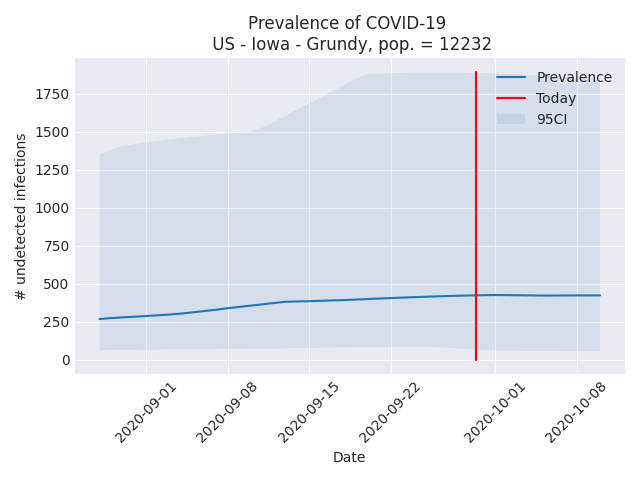 Prevalence of COVID-19
US - Iowa - Grundy, pop. = 12232
# undetected infections
1750
1500
1250
1000
750
500
250
0
Prevalence
Today
95CI
2020-09-01
2020-09-08
2020-09-15
2020-09-22
2020-10-01
2020-10-08
Date